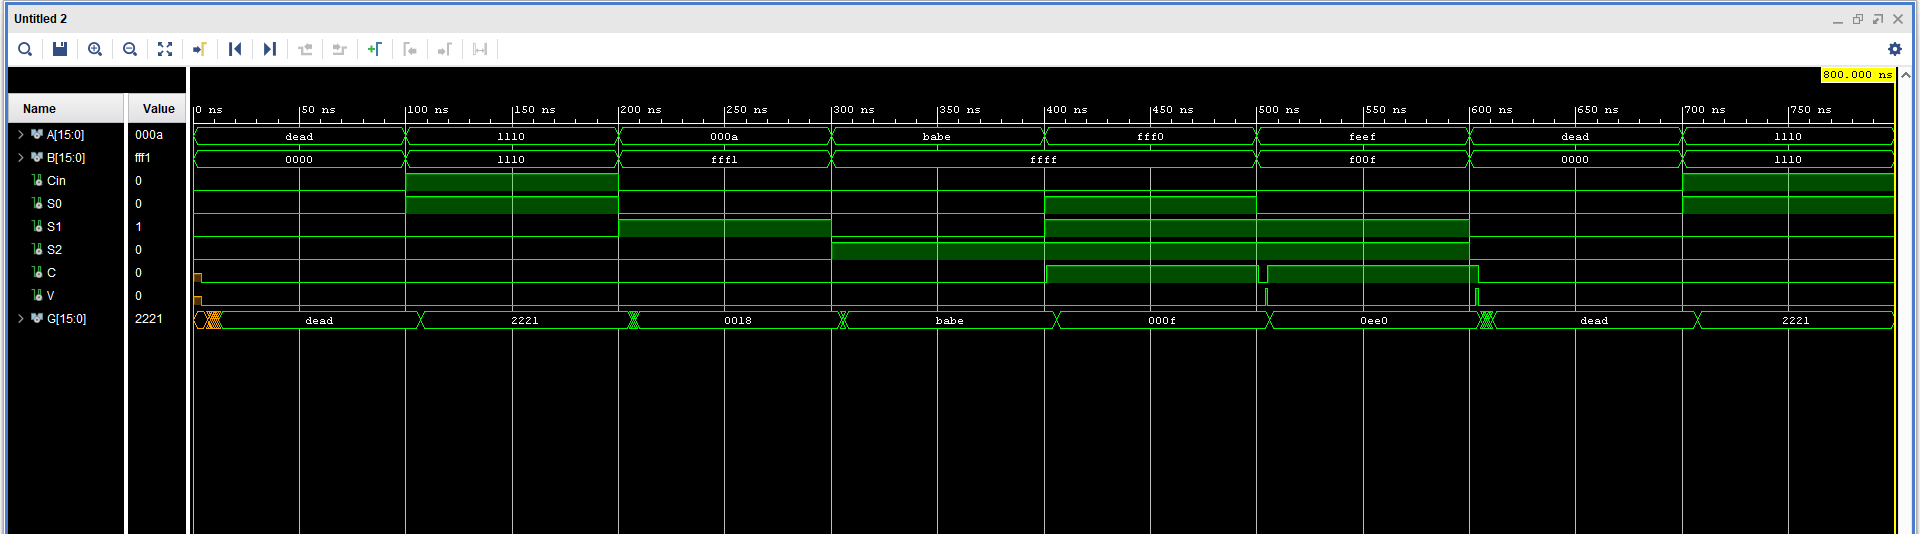 Untitled 2
800.000 ns
Name Value
0 ns 50 ns 100 ns 150 ns 200 ns 250 ns 300 ns 350 ns 400 ns 450 ns 500 ns 550 ns 600 ns 650 ns 700 ns 750 ns
A[15:0] 000a dead 1110 000a babe fff0 feef dead 1110
B[15:0] fff1 0000 1110 fff1 ffff f00f 0000 1110
Cin 0
S0 0
S1 1
S2 0
C 0
V 0
G[15:0] 2221 dead 2221 0018 babe 000f 0ee0 dead 2221